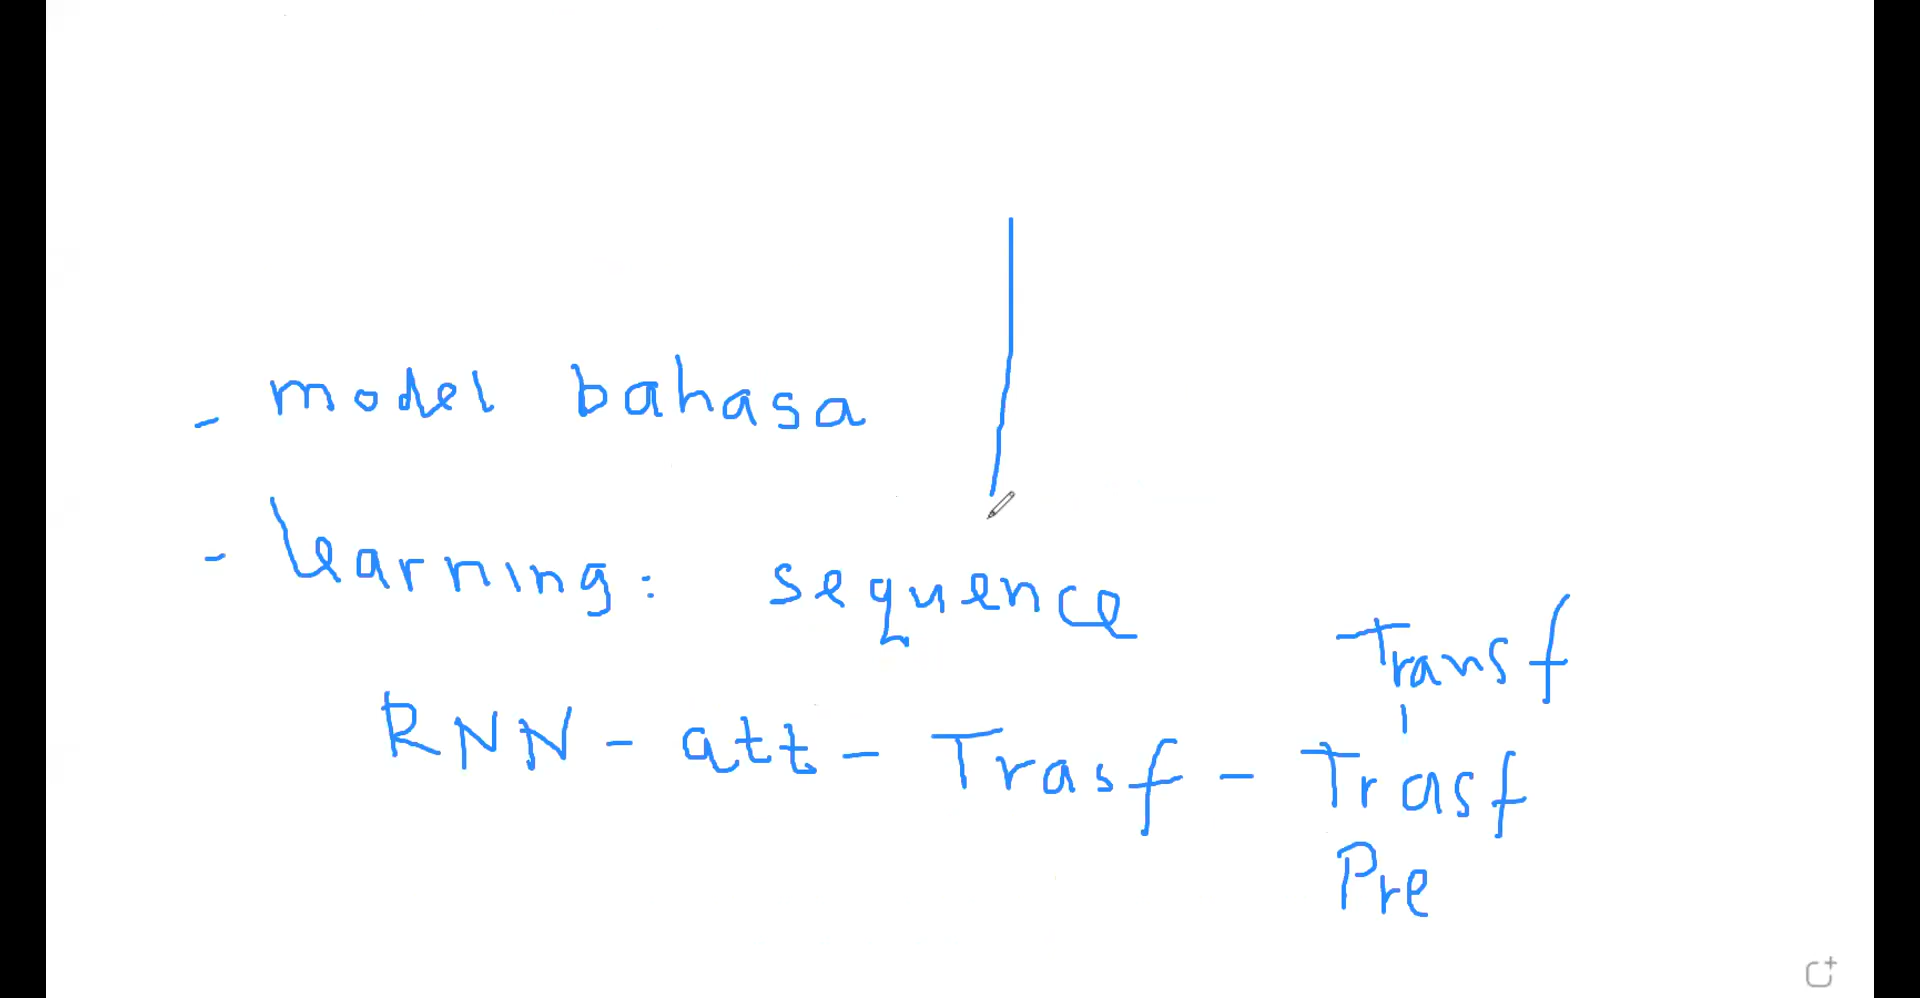 - model bahasa
- learning: sequence
Transf
RNN - att - Trasf - Trasf
Pre